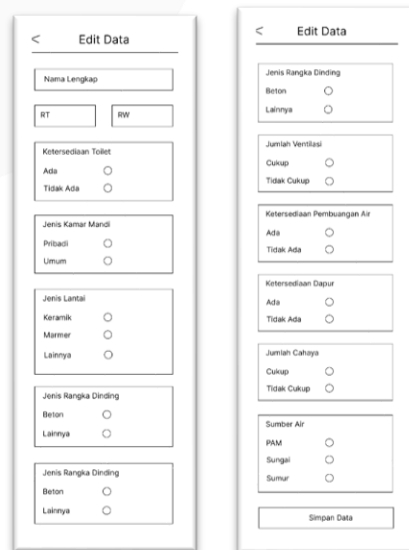 < Edit Data
Nama Lengkap
RT RW
Ketersediaan Toilet
Ada
Tidak Ada
Jenis Kamar Mandi
Pribadi
Umum
Jenis Lantai
Keramik
Marmer
Lainnya
Jenis Rangka Dinding
Beton
Lainnya
Jenis Rangka Dinding
Beton
Lainnya
< Edit Data
Jenis Rangka Dinding
Beton
Lainnya
Jumlah Ventilasi
Cukup
Tidak Cukup
Ketersediaan Pembuangan Air
Ada
Tidak Ada
Ketersediaan Dapur
Ada
Tidak Ada
Jumlah Cahaya
Cukup
Tidak Cukup
Sumber Air
PAM
Sungai
Sumur
Simpan Data